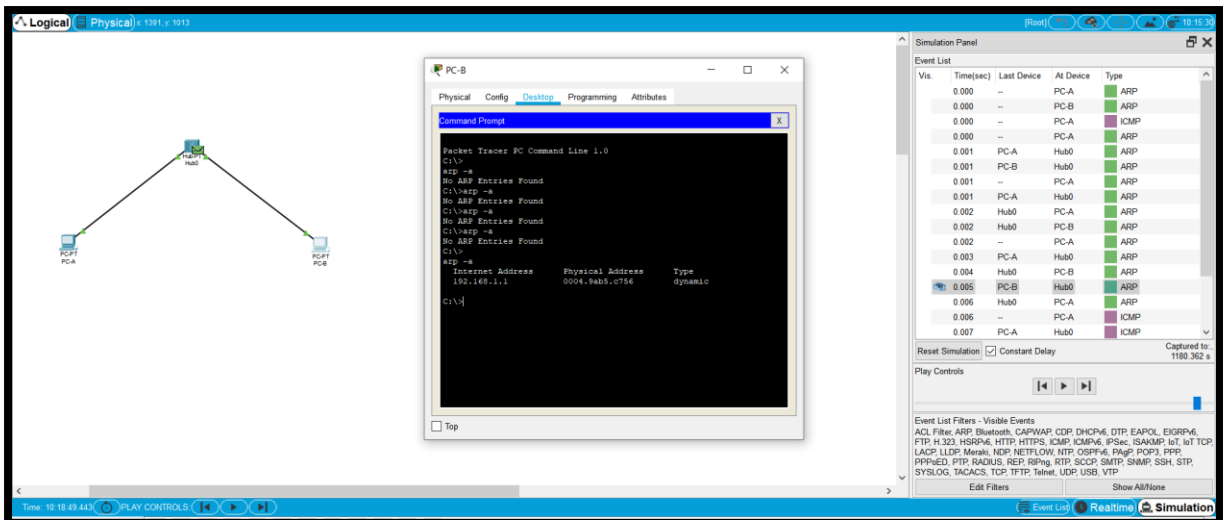 Logical Physical x: 1391, y: 1013 [Root] 10:15:30
Hub-PT
Hub0
PC-PT
PC-A
PC-PT
PC-B
PC-B
Physical Config Desktop Programming Attributes
Command Prompt X
Packet Tracer PC Command Line 1.0
C:\>
arp -a
No ARP Entries Found
C:\>arp -a
No ARP Entries Found
C:\>arp -a
No ARP Entries Found
C:\>arp -a
No ARP Entries Found
C:\>
arp -a
Internet Address Physical Address Type
192.168.1.1 0004.9ab5.c756 dynamic
C:\>
Top
Simulation Panel
Event List
Vis. Time(sec) Last Device At Device Type
0.000 -- PC-A ARP
0.000 -- PC-B ARP
0.000 -- PC-A ICMP
0.000 -- PC-A ARP
0.001 PC-A Hub0 ARP
0.001 PC-B Hub0 ARP
0.001 -- PC-A ARP
0.001 PC-A Hub0 ARP
0.002 Hub0 PC-A ARP
0.002 Hub0 PC-B ARP
0.002 -- PC-A ARP
0.003 PC-A Hub0 ARP
0.004 Hub0 PC-B ARP
0.005 PC-B Hub0 ARP
0.006 Hub0 PC-A ARP
0.006 -- PC-A ICMP
0.007 PC-A Hub0 ICMP
Reset Simulation Constant Delay Captured to:
1180.362 s
Play Controls
Event List Filters - Visible Events
ACL Filter, ARP, Bluetooth, CAPWAP, CDP, DHCPv6, DTP, EAPOL, EIGRPv6,
FTP, H.323, HSRPv6, HTTP, HTTPS, ICMP, ICMPv6, IPSec, ISAKMP, IoT, IoT TCP,
LACP, LLDP, Meraki, NDP, NETFLOW, NTP, OSPFv6, PAgP, POP3, PPP,
PPPoED, PTP, RADIUS, REP, RIPng, RTP, SCCP, SMTP, SNMP, SSH, STP,
SYSLOG, TACACS, TCP, TFTP, Telnet, UDP, USB, VTP
Edit Filters Show All/None
Time: 10:18:49.443 PLAY CONTROLS: Event List Realtime Simulation